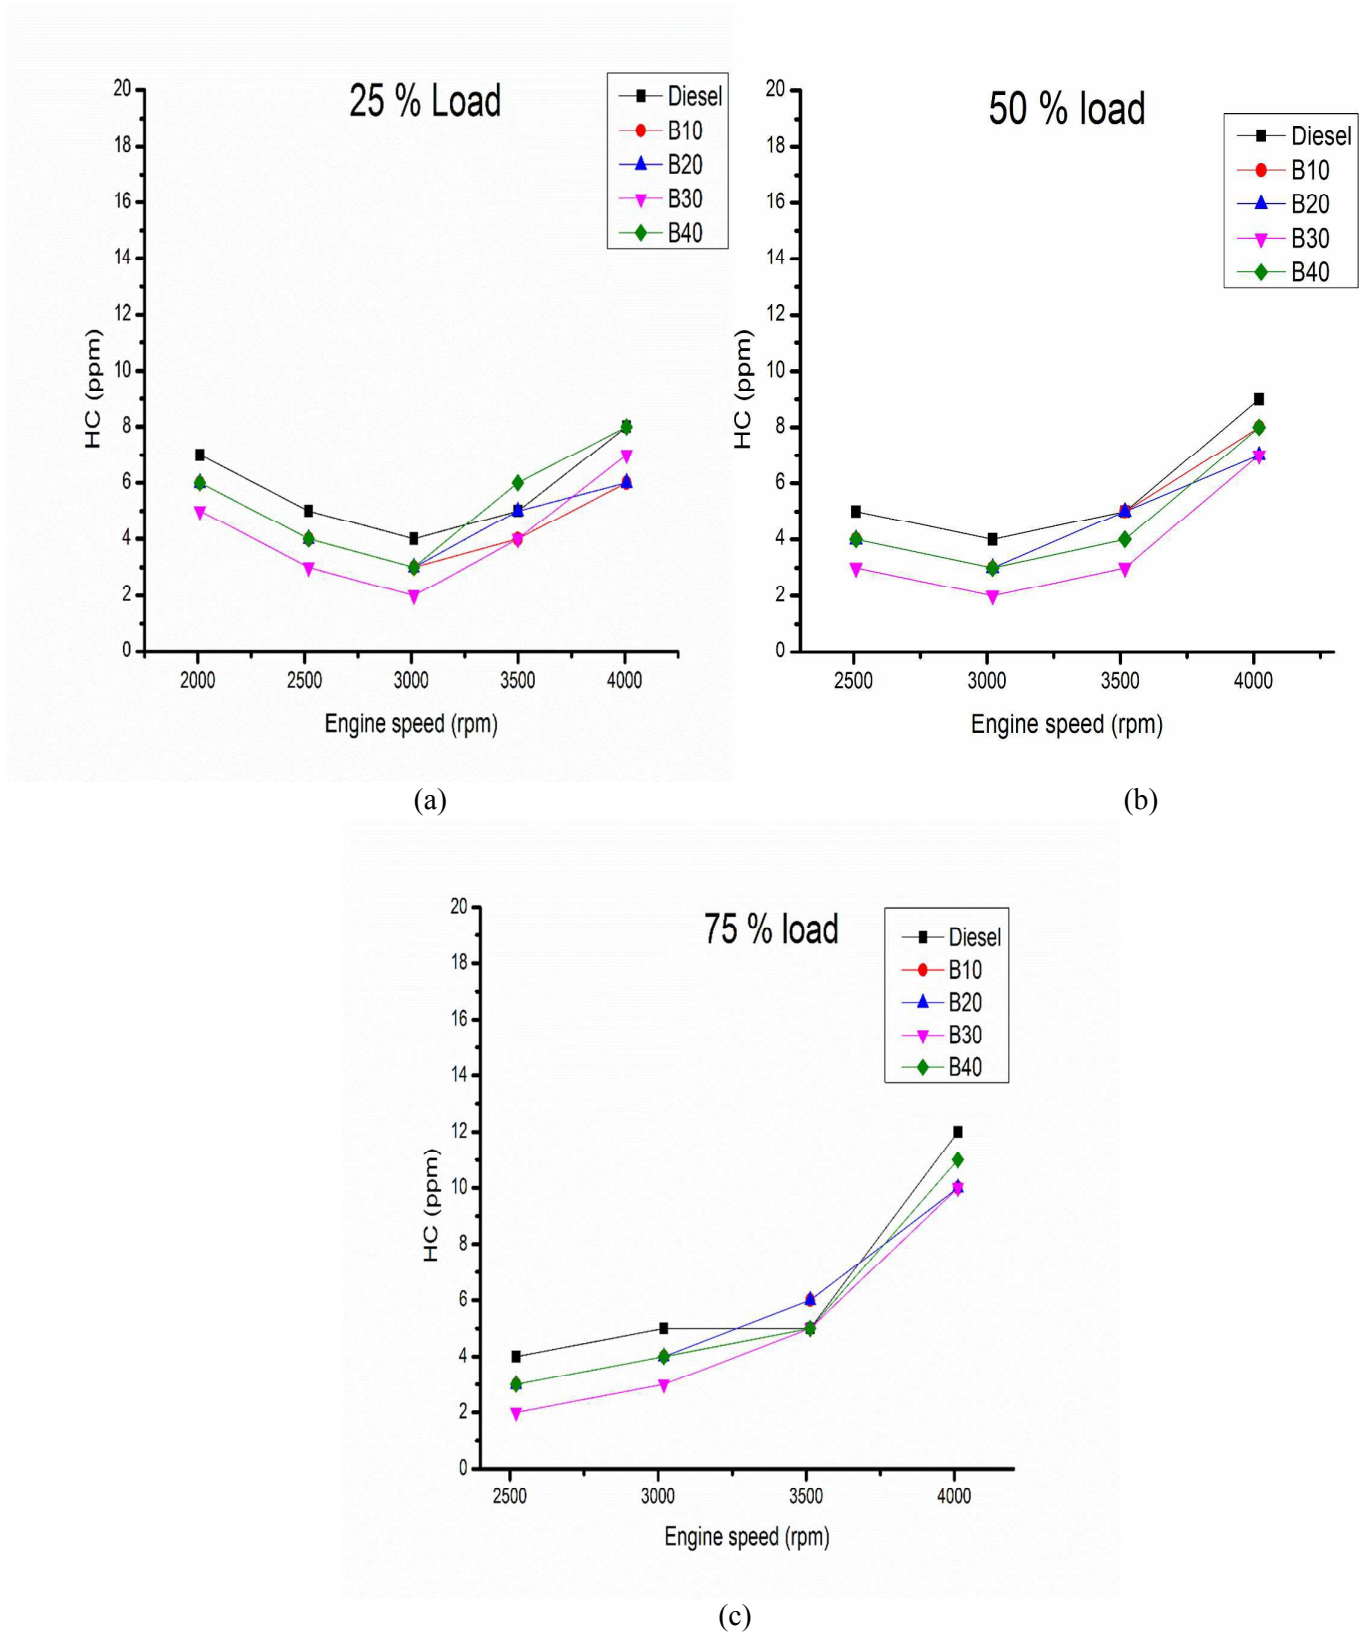 25 % Load
Diesel
B10
B20
B30
B40
20
18
16
14
12
10
8
6
4
2
0
HC (ppm)
2000 2500 3000 3500 4000
Engine speed (rpm)
(a)
50 % load
Diesel
B10
B20
B30
B40
20
18
16
14
12
10
8
6
4
2
0
HC (ppm)
2500 3000 3500 4000
Engine speed (rpm)
(b)
75 % load
Diesel
B10
B20
B30
B40
20
18
16
14
12
10
8
6
4
2
0
HC (ppm)
2500 3000 3500 4000
Engine speed (rpm)
(c)